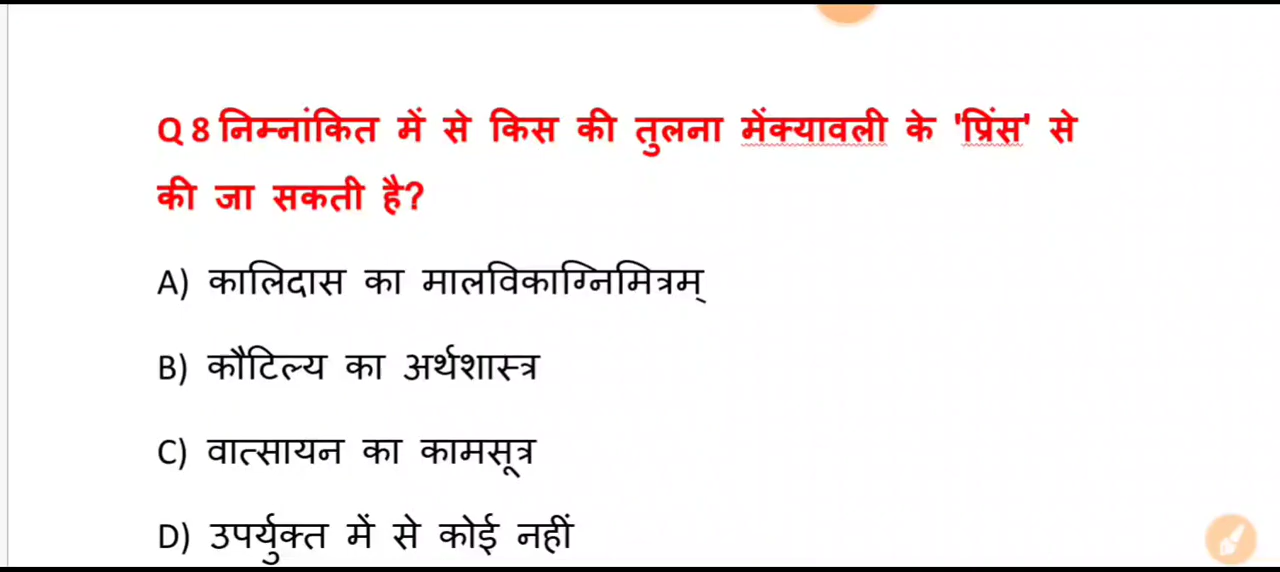 Q 8 निम्नांकित में से किस की तुलना मेंक्यावली के 'प्रिंस' से
की जा सकती है?
A) कालिदास का मालविकाग्निमित्रम्
B) कौटिल्य का अर्थशास्त्र
C) वात्सायन का कामसूत्र
D) उपर्युक्त में से कोई नहीं